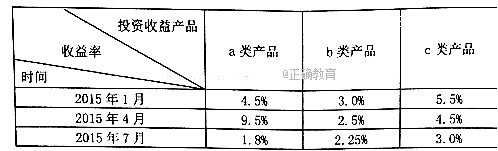 投资收益产品
收益率
时间
a 类产品
b 类产品
c 类产品
@正确教育
2015 年 1 月 4.5% 3.0% 5.5%
2015 年 4 月 9.5% 2.5% 4.5%
2015 年 7 月 1.8% 2.25% 3.0%